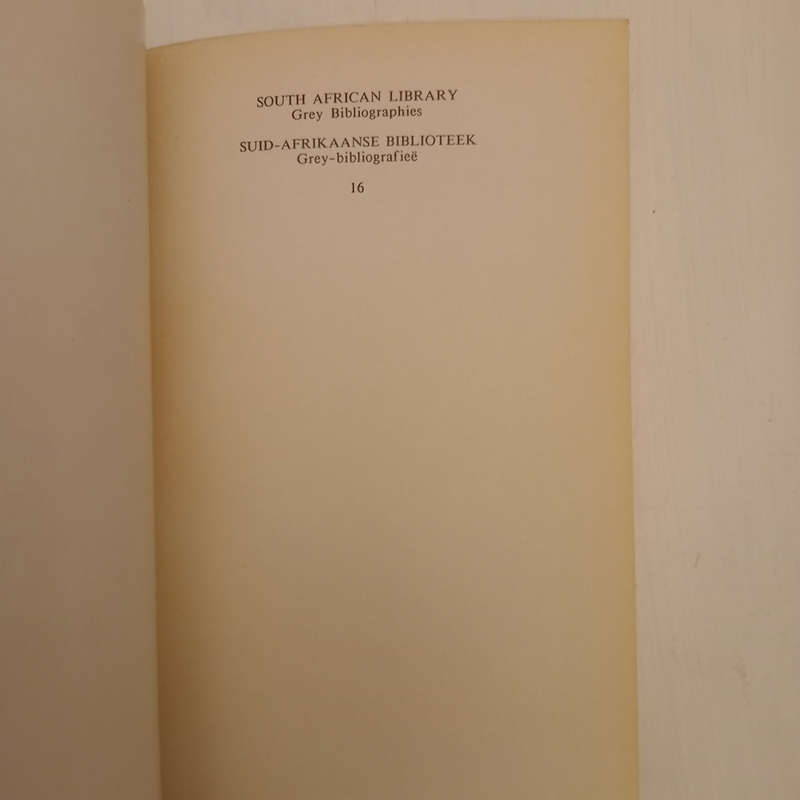 SOUTH AFRICAN LIBRARY
Grey Bibliographies
SUID-AFRIKAANSE BIBLIOTEEK
Grey-bibliografieë
16